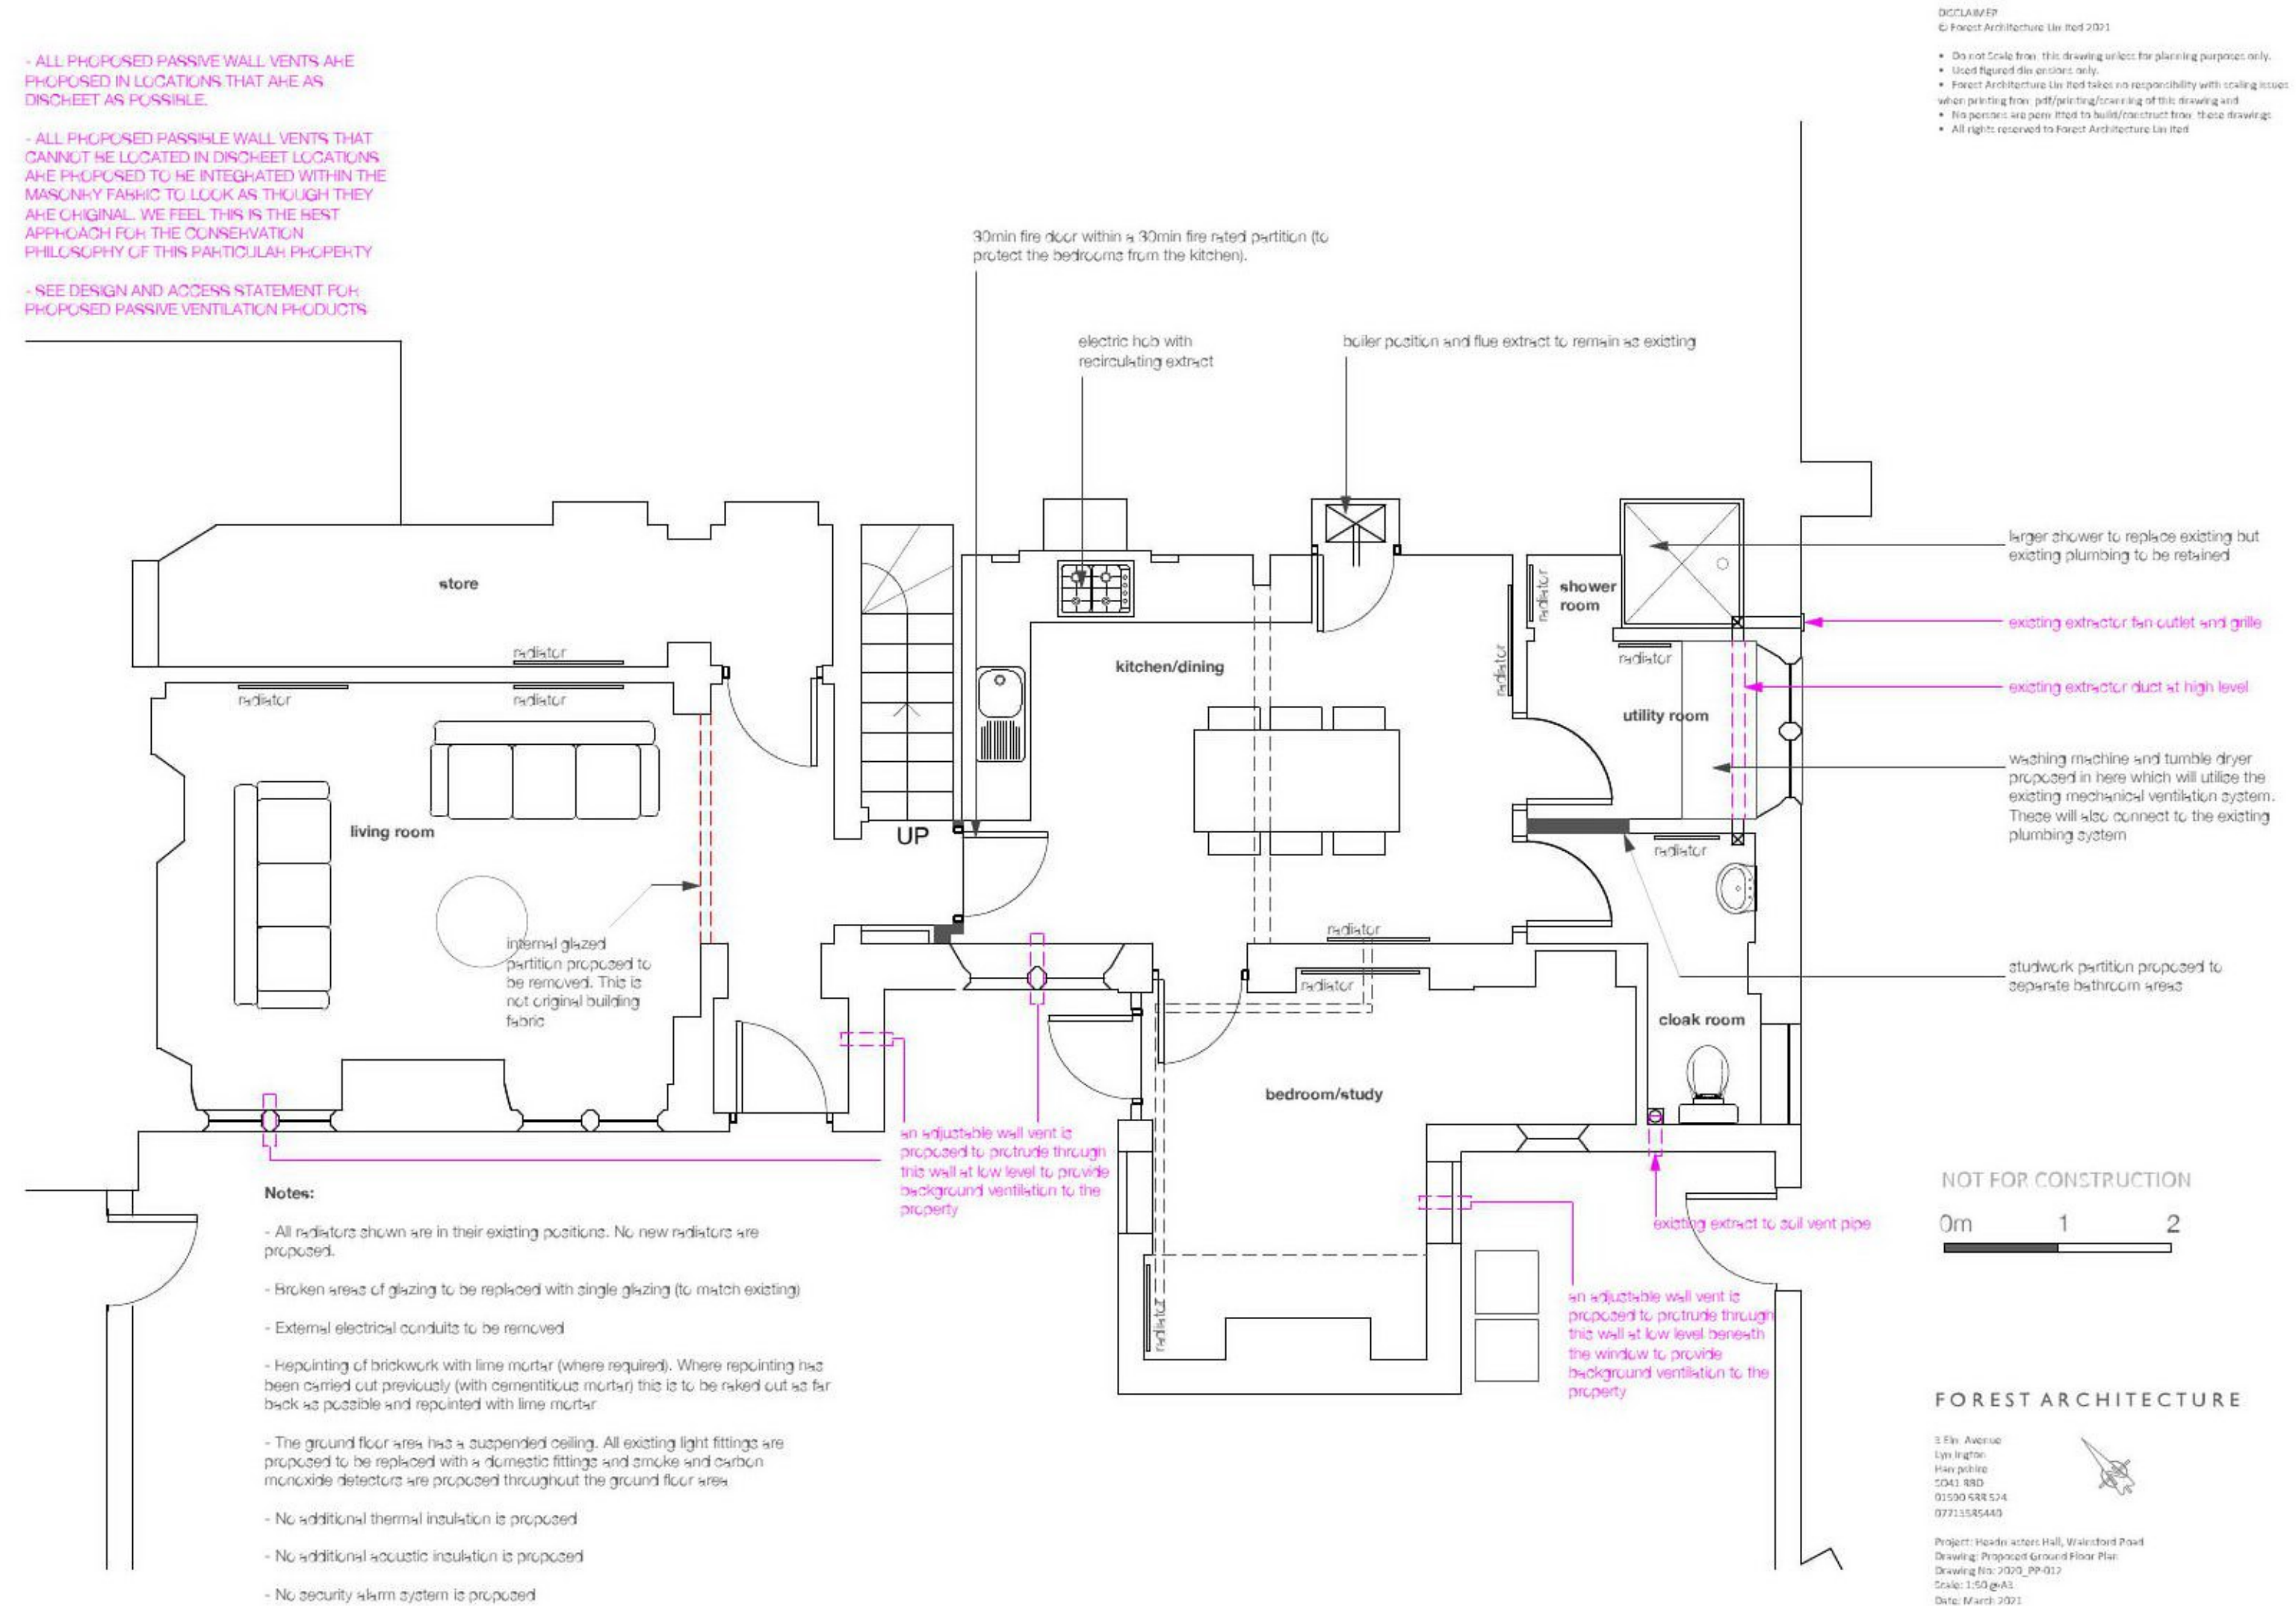 DISCLAIMER
© Forest Architecture Limited 2021
• Do not Scale from this drawing unless for planning purposes only.
• Used figured dimensions only.
• Forest Architecture Limited takes no responsibility with scaling issues
when printing from pdf/printing/scanning of this drawing and
• No persons are permitted to build/construct from these drawings
• All rights reserved to Forest Architecture Limited
- ALL PROPOSED PASSIVE WALL VENTS ARE
PROPOSED IN LOCATIONS THAT ARE AS
DISCREET AS POSSIBLE.
- ALL PROPOSED PASSIBLE WALL VENTS THAT
CANNOT BE LOCATED IN DISCREET LOCATIONS
ARE PROPOSED TO BE INTEGRATED WITHIN THE
MASONRY FABRIC TO LOOK AS THOUGH THEY
ARE ORIGINAL. WE FEEL THIS IS THE BEST
APPROACH FOR THE CONSERVATION
PHILOSOPHY OF THIS PARTICULAR PROPERTY
- SEE DESIGN AND ACCESS STATEMENT FOR
PROPOSED PASSIVE VENTILATION PRODUCTS
30min fire door within a 30min fire rated partition (to
protect the bedrooms from the kitchen).
electric hob with
recirculating extract
boiler position and flue extract to remain as existing
larger shower to replace existing but
existing plumbing to be retained
existing extractor fan outlet and grille
existing extractor duct at high level
washing machine and tumble dryer
proposed in here which will utilise the
existing mechanical ventilation system.
These will also connect to the existing
plumbing system
studwork partition proposed to
separate bathroom areas
store
radiator
radiator
radiator
living room
internal glazed
partition proposed to
be removed. This is
not original building
fabric
UP
kitchen/dining
radiator
radiator
shower
room
radiator
utility room
radiator
radiator
radiator
cloak room
bedroom/study
radiator
an adjustable wall vent is
proposed to protrude through
this wall at low level to provide
background ventilation to the
property
existing extract to soil vent pipe
an adjustable wall vent is
proposed to protrude through
this wall at low level beneath
the window to provide
background ventilation to the
property
Notes:
- All radiators shown are in their existing positions. No new radiators are
proposed.
- Broken areas of glazing to be replaced with single glazing (to match existing)
- External electrical conduits to be removed
- Repointing of brickwork with lime mortar (where required). Where repointing has
been carried out previously (with cementitious mortar) this is to be raked out as far
back as possible and repointed with lime mortar
- The ground floor area has a suspended ceiling. All existing light fittings are
proposed to be replaced with a domestic fittings and smoke and carbon
monoxide detectors are proposed throughout the ground floor area
- No additional thermal insulation is proposed
- No additional acoustic insulation is proposed
- No security alarm system is proposed
NOT FOR CONSTRUCTION
0m 1 2
FOREST ARCHITECTURE
3 Elm Avenue
Lymington
Hampshire
SO41 8BD
01590 688 524
07713585440
Project: Headmasters Hall, Wainsford Road
Drawing: Proposed Ground Floor Plan
Drawing No: 2020_PP-012
Scale: 1:50 @A3
Date: March 2021